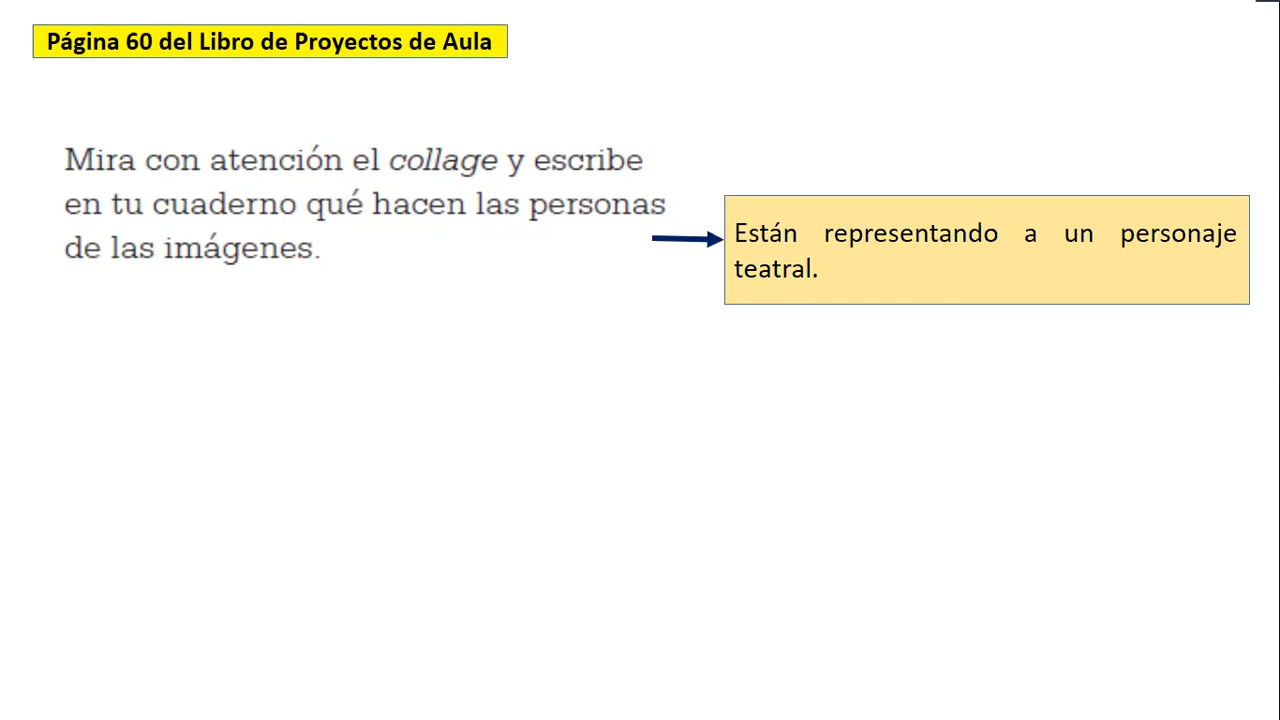 Página 60 del Libro de Proyectos de Aula
Mira con atención el collage y escribe
en tu cuaderno qué hacen las personas
de las imágenes.
Están representando a un personaje
teatral.